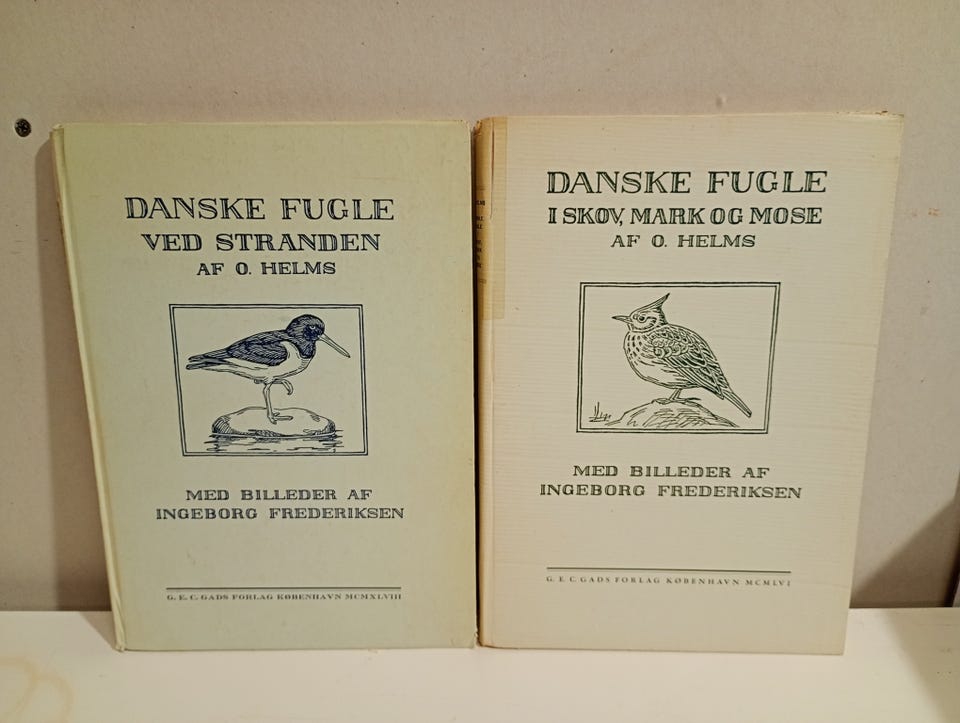 DANSKE FUGLE
VED STRANDEN
AF O. HELMS
MED BILLEDER AF
INGEBORG FREDERIKSEN
G. E. C. GADS FORLAG KØBENHAVN MCMXLVIII
DANSKE FUGLE
I SKOV, MARK OG MOSE
AF O. HELMS
MED BILLEDER AF
INGEBORG FREDERIKSEN
G. E. C. GADS FORLAG KØBENHAVN MCMLVI